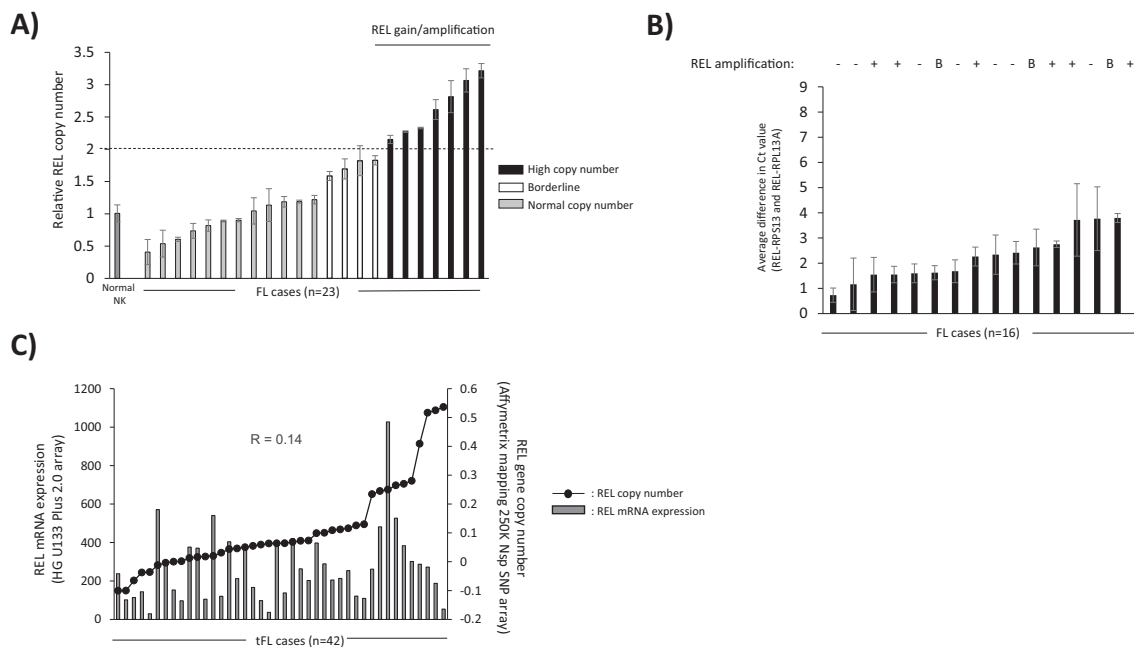 A)
REL gain/amplification
Relative REL copy number
3.5
3
2.5
2
1.5
1
0.5
0
Normal
NK
FL cases (n=23)
High copy number
Borderline
Normal copy number
B)
REL amplification:
- - + + - B - + - - B + + - B +
Average difference in Ct value
(REL-RPS13 and REL-RPL13A)
9
8
7
6
5
4
3
2
1
0
FL cases (n=16)
C)
REL mRNA expression
(HG U133 Plus 2.0 array)
1200
1000
800
600
400
200
0
R = 0.14
0.6
0.5
0.4
0.3
0.2
0.1
0
-0.1
-0.2
REL gene copy number
(Affymetrix mapping 250K Nsp SNP array)
tFL cases (n=42)
: REL copy number
: REL mRNA expression